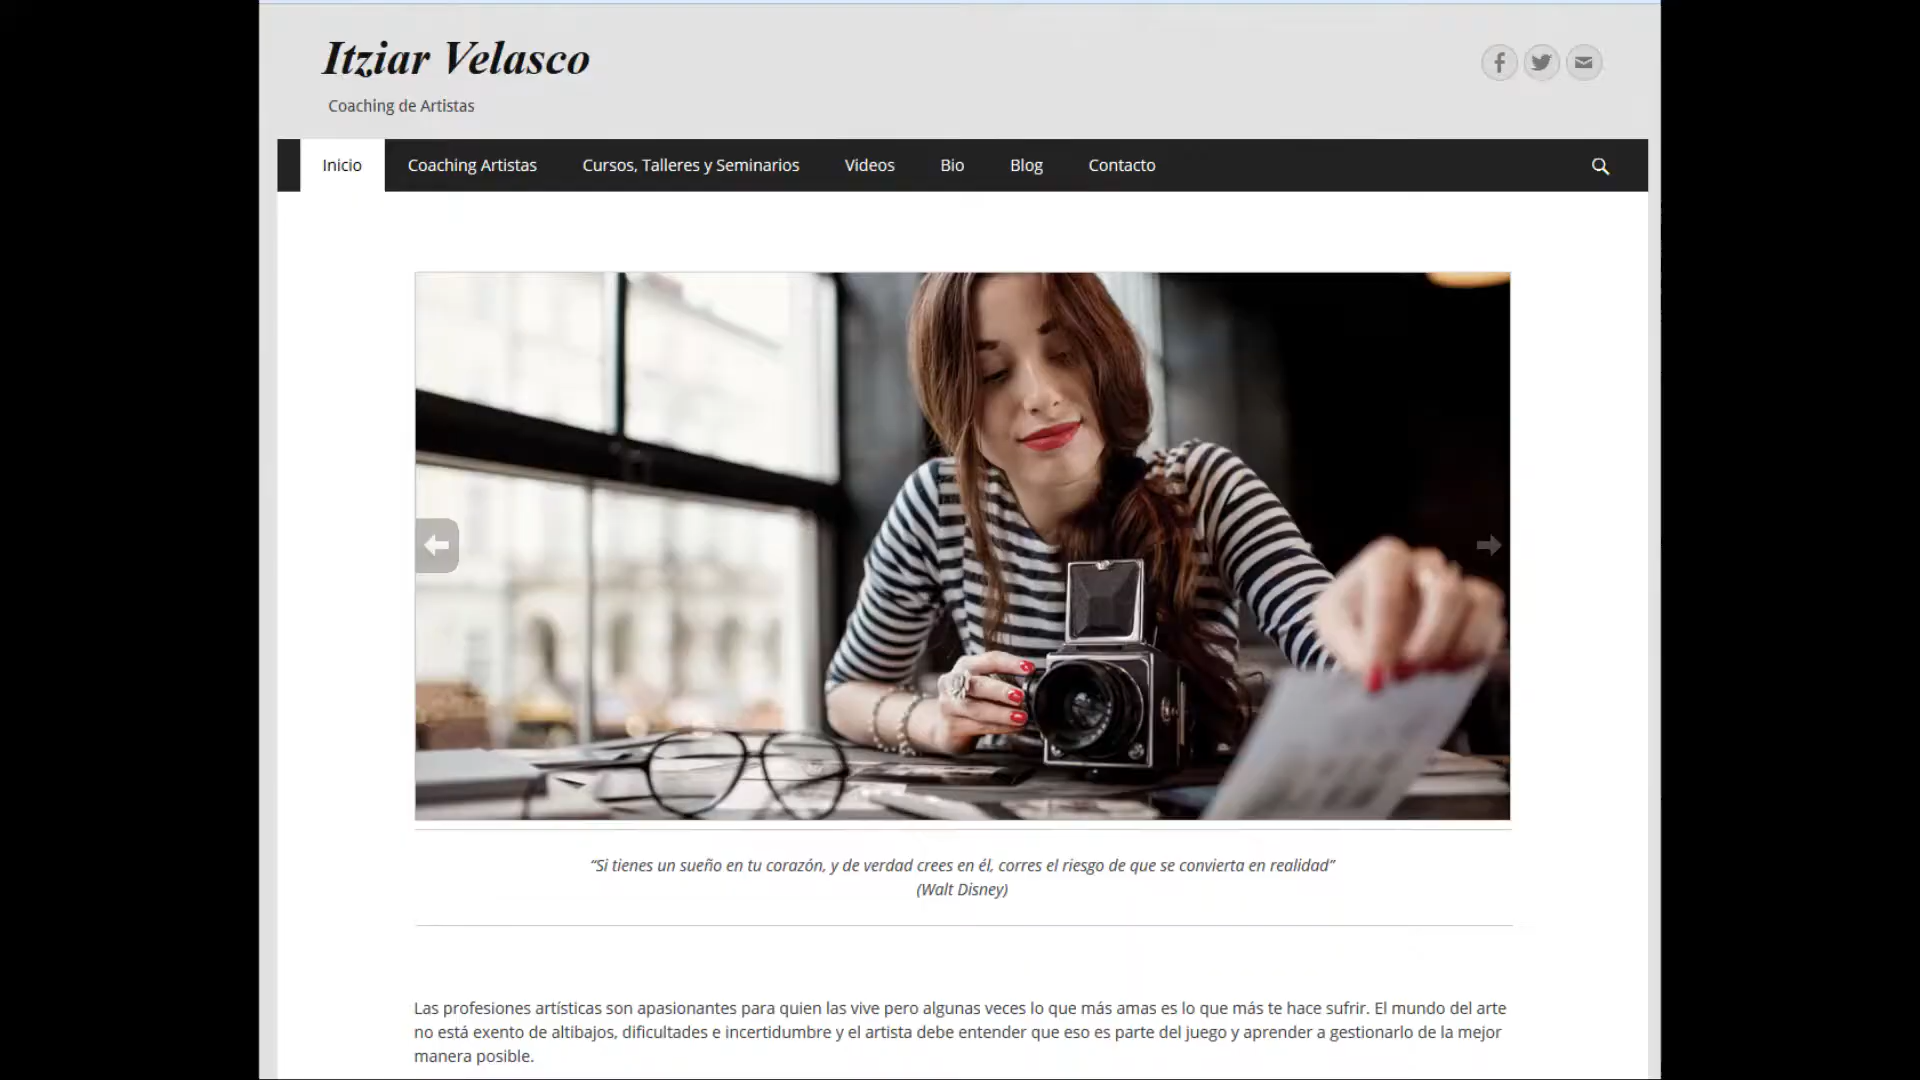 Itziar Velasco
Coaching de Artistas
Inicio Coaching Artistas Cursos, Talleres y Seminarios Videos Bio Blog Contacto
“Si tienes un sueño en tu corazón, y de verdad crees en él, corres el riesgo de que se convierta en realidad”
(Walt Disney)
Las profesiones artísticas son apasionantes para quien las vive pero algunas veces lo que más amas es lo que más te hace sufrir. El mundo del arte
no está exento de altibajos, dificultades e incertidumbre y el artista debe entender que eso es parte del juego y aprender a gestionarlo de la mejor
manera posible.